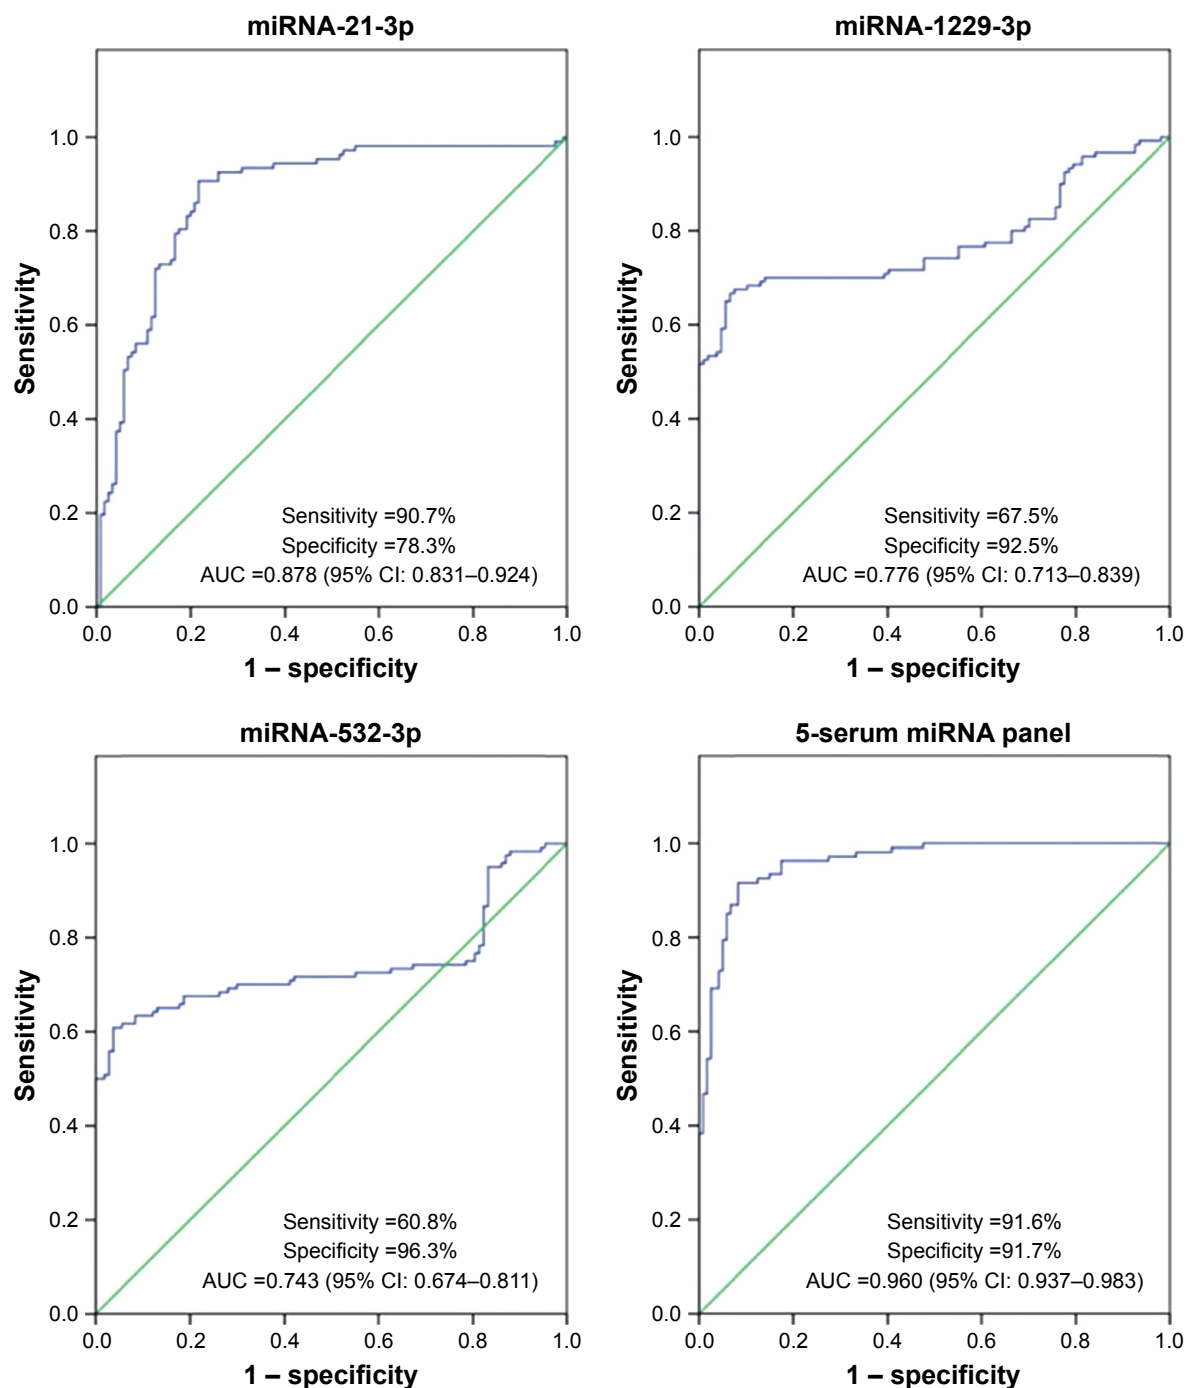 miRNA-21-3p
Sensitivity
1.0
0.8
0.6
0.4
0.2
0.0
Sensitivity =90.7%
Specificity =78.3%
AUC =0.878 (95% CI: 0.831–0.924)
0.0 0.2 0.4 0.6 0.8 1.0
1 – specificity
miRNA-1229-3p
Sensitivity
1.0
0.8
0.6
0.4
0.2
0.0
Sensitivity =67.5%
Specificity =92.5%
AUC =0.776 (95% CI: 0.713–0.839)
0.0 0.2 0.4 0.6 0.8 1.0
1 – specificity
miRNA-532-3p
Sensitivity
1.0
0.8
0.6
0.4
0.2
0.0
Sensitivity =60.8%
Specificity =96.3%
AUC =0.743 (95% CI: 0.674–0.811)
0.0 0.2 0.4 0.6 0.8 1.0
1 – specificity
5-serum miRNA panel
Sensitivity
1.0
0.8
0.6
0.4
0.2
0.0
Sensitivity =91.6%
Specificity =91.7%
AUC =0.960 (95% CI: 0.937–0.983)
0.0 0.2 0.4 0.6 0.8 1.0
1 – specificity